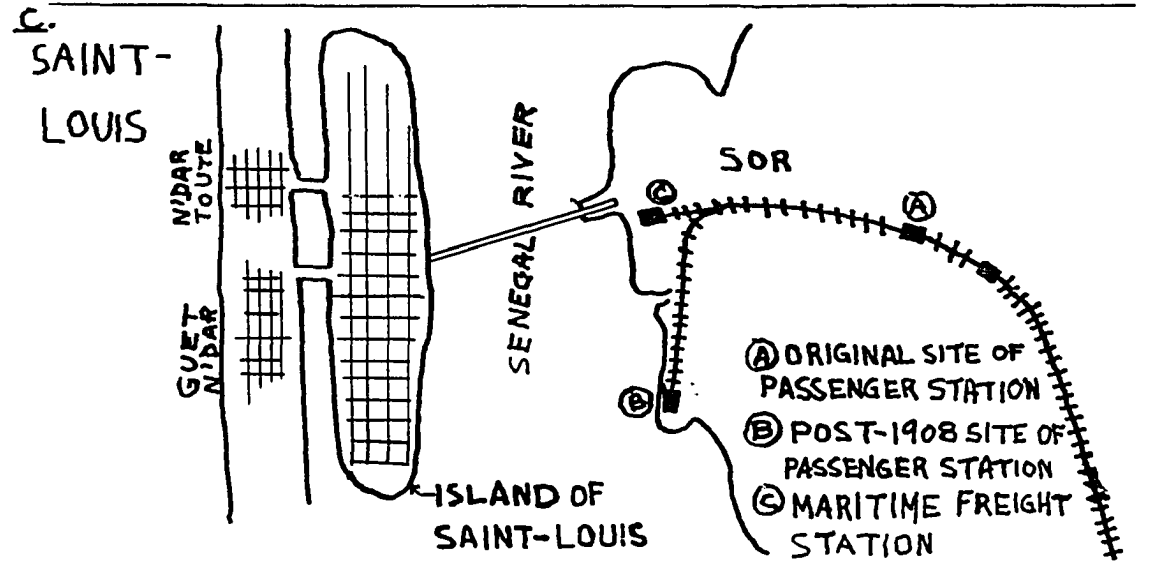 C.
SAINT-
LOUIS
N'DAR
TOUTE
GUET
N'DAR
SENEGAL RIVER
SOR
C
A
B
A ORIGINAL SITE OF
PASSENGER STATION
B POST-1908 SITE OF
PASSENGER STATION
C MARITIME FREIGHT
STATION
ISLAND OF
SAINT-LOUIS